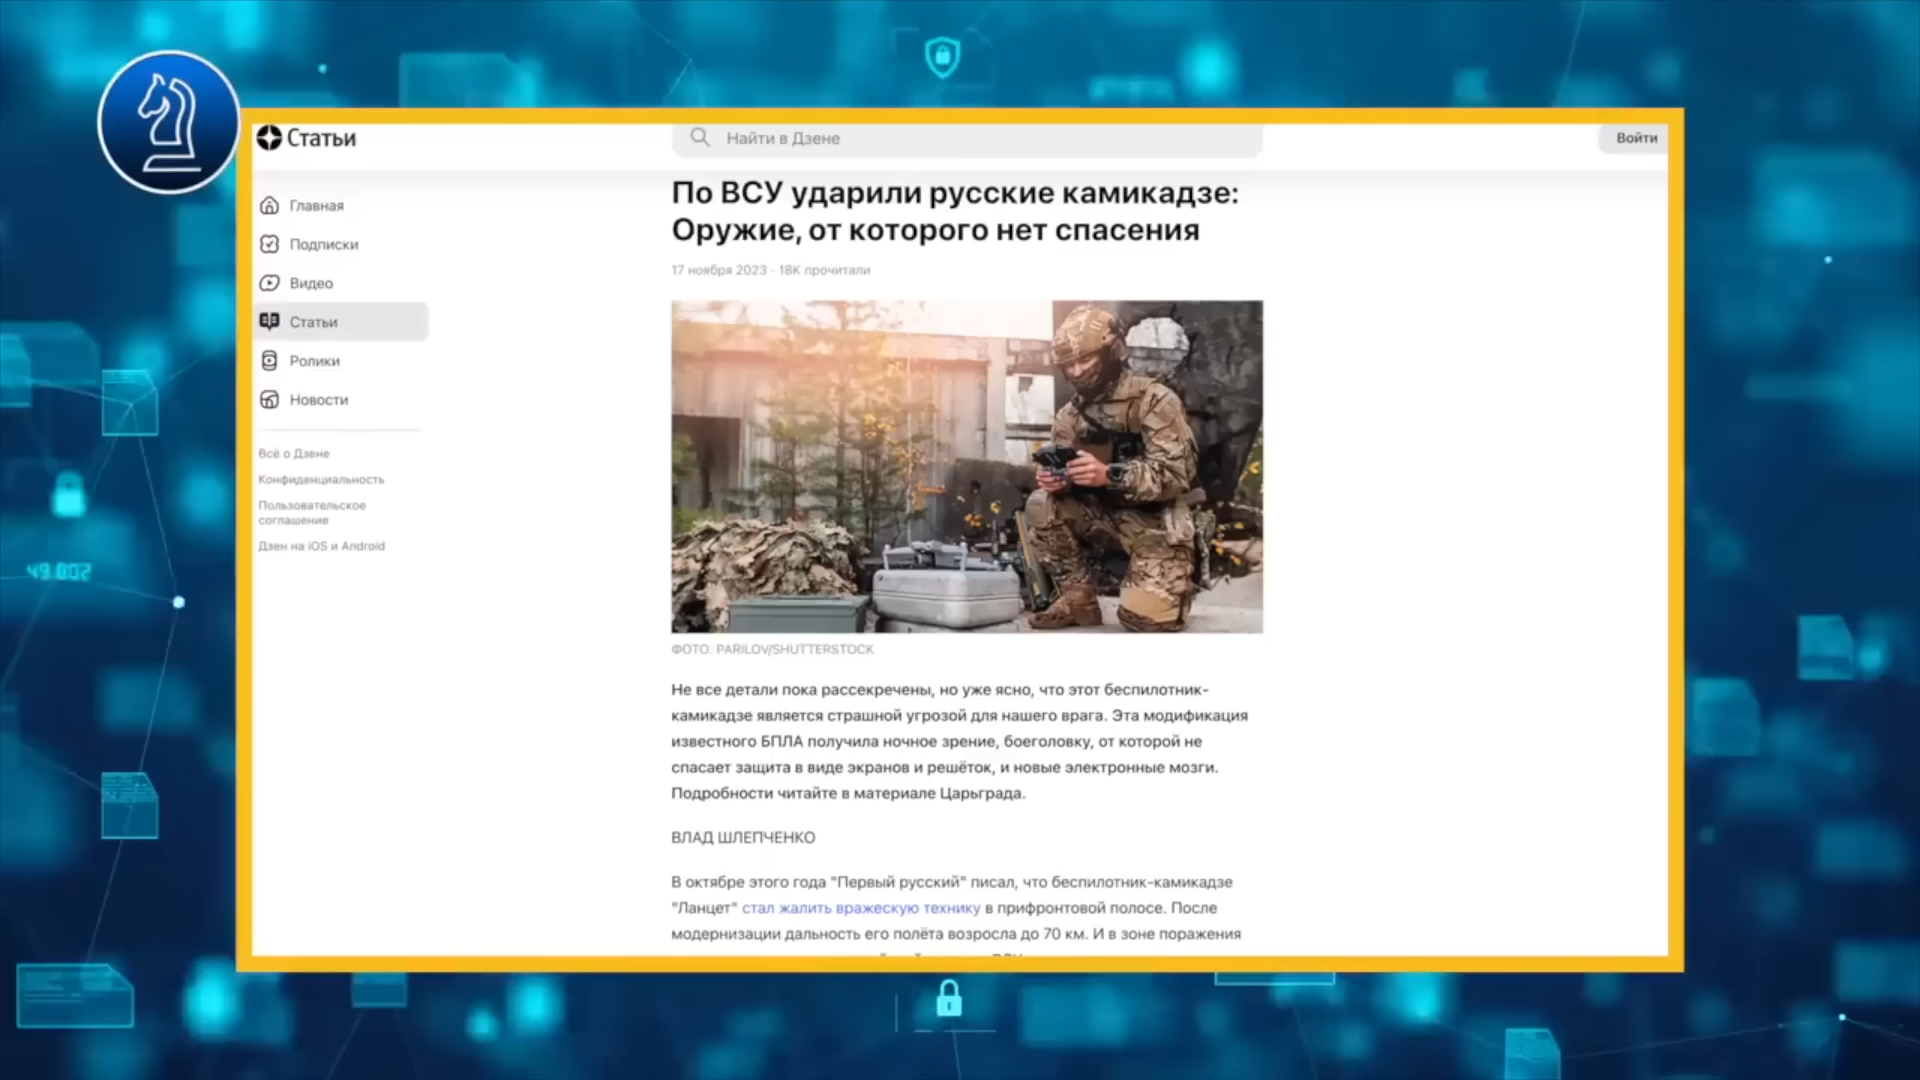 Статьи
Найти в Дзене
Войти
Главная
Подписки
Видео
Статьи
Ролики
Новости
Всё о Дзене
Конфиденциальность
Пользовательское
соглашение
Дзен на iOS и Android
По ВСУ ударили русские камикадзе:
Оружие, от которого нет спасения
17 ноября 2023 · 18K прочитали
ФОТО: PARILOV/SHUTTERSTOCK
Не все детали пока рассекречены, но уже ясно, что этот беспилотник-
камикадзе является страшной угрозой для нашего врага. Эта модификация
известного БПЛА получила ночное зрение, боеголовку, от которой не
спасает защита в виде экранов и решёток, и новые электронные мозги.
Подробности читайте в материале Царьграда.
ВЛАД ШЛЕПЧЕНКО
В октябре этого года "Первый русский" писал, что беспилотник-камикадзе
"Ланцет" стал жалить вражескую технику в прифронтовой полосе. После
модернизации дальность его полёта возросла до 70 км. И в зоне поражения
49.002